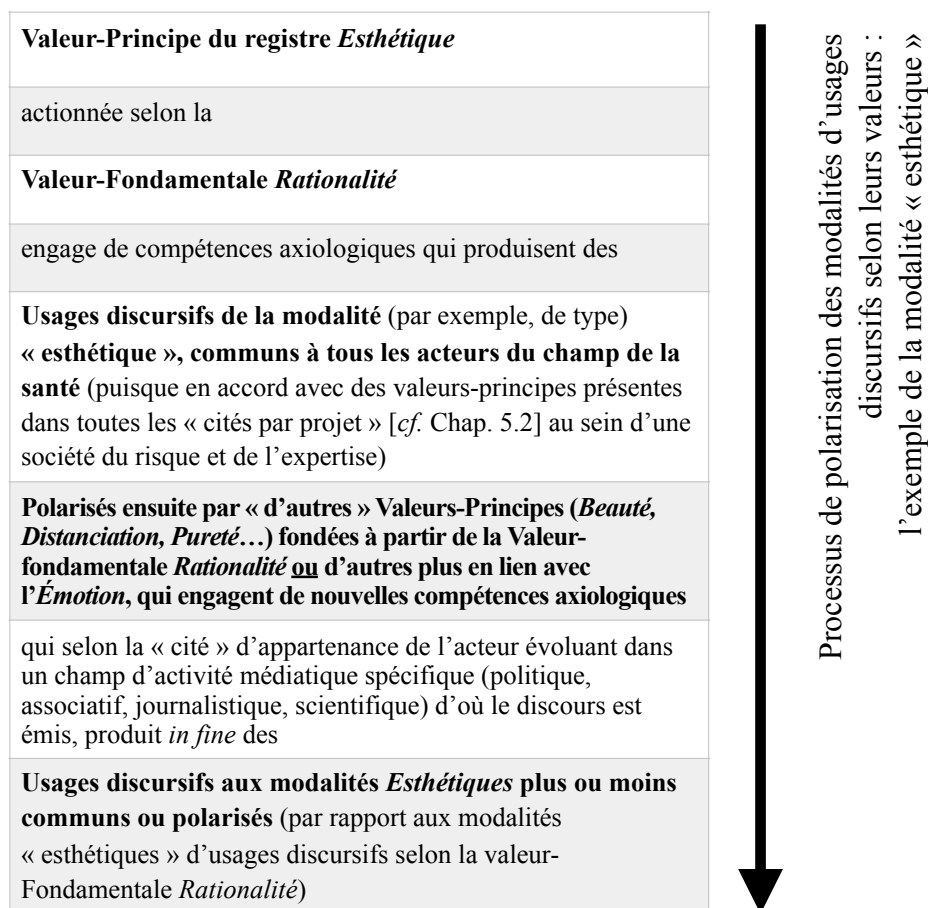 Valeur-Principe du registre Esthétique
actionnée selon la
Valeur-Fondamentale Rationalité
engage de compétences axiologiques qui produisent des
Usages discursifs de la modalité (par exemple, de type)
« esthétique », communs à tous les acteurs du champ de la
santé (puisque en accord avec des valeurs-principes présentes
dans toutes les « cités par projet » [cf. Chap. 5.2] au sein d’une
société du risque et de l’expertise)
Polarisés ensuite par « d’autres » Valeurs-Principes (Beauté,
Distanciation, Pureté…) fondées à partir de la Valeur-
fondamentale Rationalité ou d’autres plus en lien avec
l’Émotion, qui engagent de nouvelles compétences axiologiques
qui selon la « cité » d’appartenance de l’acteur évoluant dans
un champ d’activité médiatique spécifique (politique,
associatif, journalistique, scientifique) d’où le discours est
émis, produit in fine des
Usages discursifs aux modalités Esthétiques plus ou moins
communs ou polarisés (par rapport aux modalités
« esthétiques » d’usages discursifs selon la valeur-
Fondamentale Rationalité)
Processus de polarisation des modalités d’usages
discursifs selon leurs valeurs :
l’exemple de la modalité « esthétique »